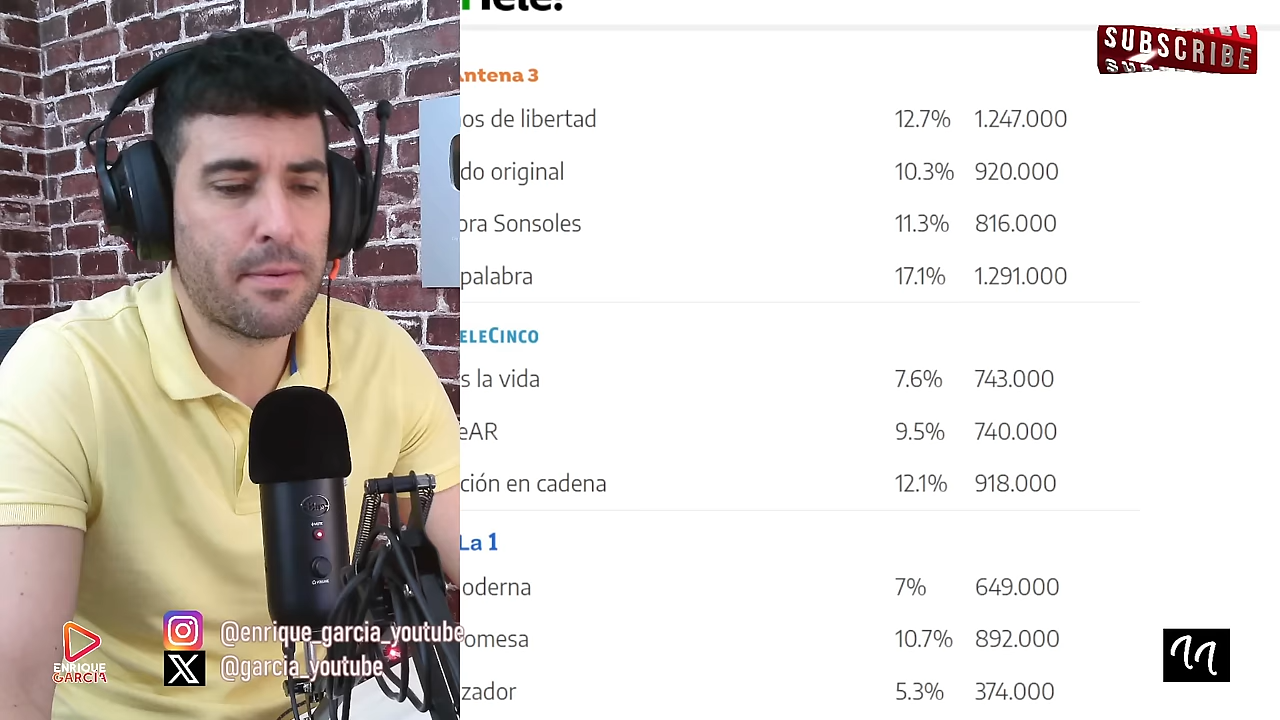 SUBSCRIBE
ntena 3
os de libertad 12.7% 1.247.000
do original 10.3% 920.000
ora Sonsoles 11.3% 816.000
palabra 17.1% 1.291.000
ELECINCO
s la vida 7.6% 743.000
eAR 9.5% 740.000
ción en cadena 12.1% 918.000
La 1
oderna 7% 649.000
omesa 10.7% 892.000
zador 5.3% 374.000
@enrique_garcia_youtube
@garcia_youtube
ENRIQUE
GARCIA